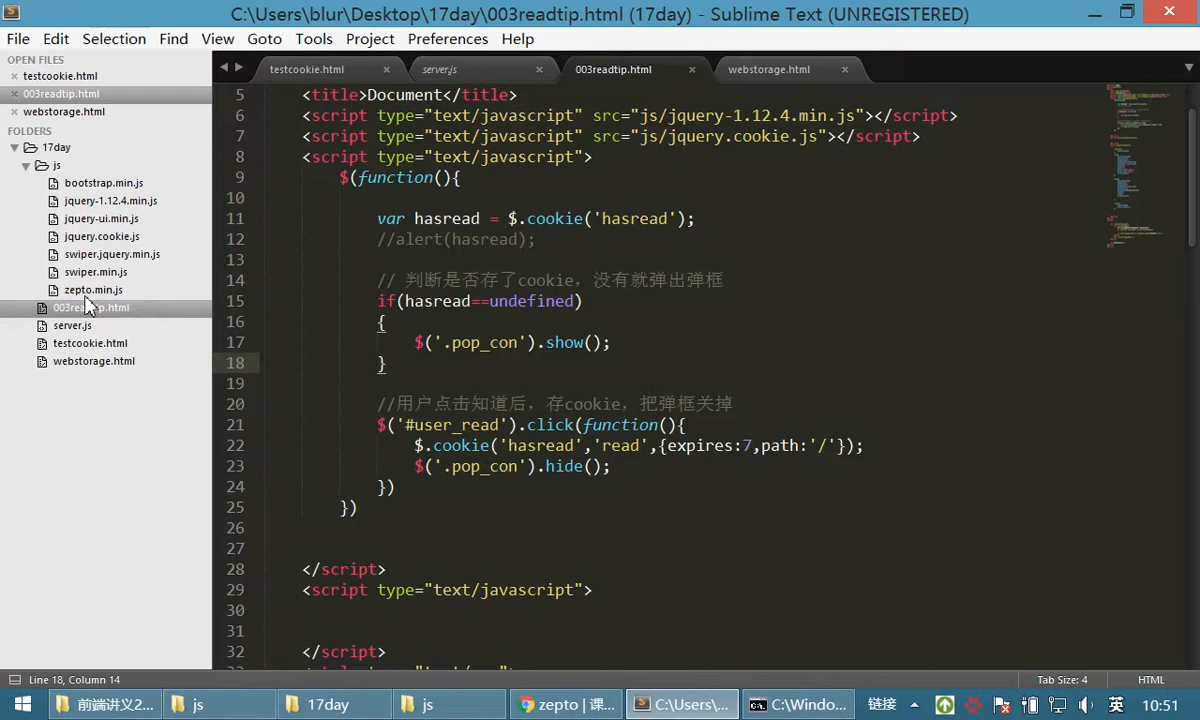 C:\Users\blur\Desktop\17day\003readtip.html (17day) - Sublime Text (UNREGISTERED)
File Edit Selection Find View Goto Tools Project Preferences Help
OPEN FILES
testcookie.html
003readtip.html
webstorage.html
FOLDERS
17day
js
bootstrap.min.js
jquery-1.12.4.min.js
jquery-ui.min.js
jquery.cookie.js
swiper.jquery.min.js
swiper.min.js
zepto.min.js
003readtip.html
server.js
testcookie.html
webstorage.html
testcookie.html server.js 003readtip.html webstorage.html
5 <title>Document</title>
6 <script type="text/javascript" src="js/jquery-1.12.4.min.js"></script>
7 <script type="text/javascript" src="js/jquery.cookie.js"></script>
8 <script type="text/javascript">
9 $(function(){
10
11 var hasread = $.cookie('hasread');
12 //alert(hasread);
13
14 // 判断是否存了cookie，没有就弹出弹框
15 if(hasread==undefined)
16 {
17 $('.pop_con').show();
18 }
19
20 //用户点击知道后，存cookie，把弹框关掉
21 $('#user_read').click(function(){
22 $.cookie('hasread','read',{expires:7,path:'/'});
23 $('.pop_con').hide();
24 })
25 })
26
27
28 </script>
29 <script type="text/javascript">
30
31
32 </script>
Line 18, Column 14 Tab Size: 4 HTML
前端讲义2... js 17day js zepto | 课... C:\Users\... C:\Windo... 链接 英 10:51